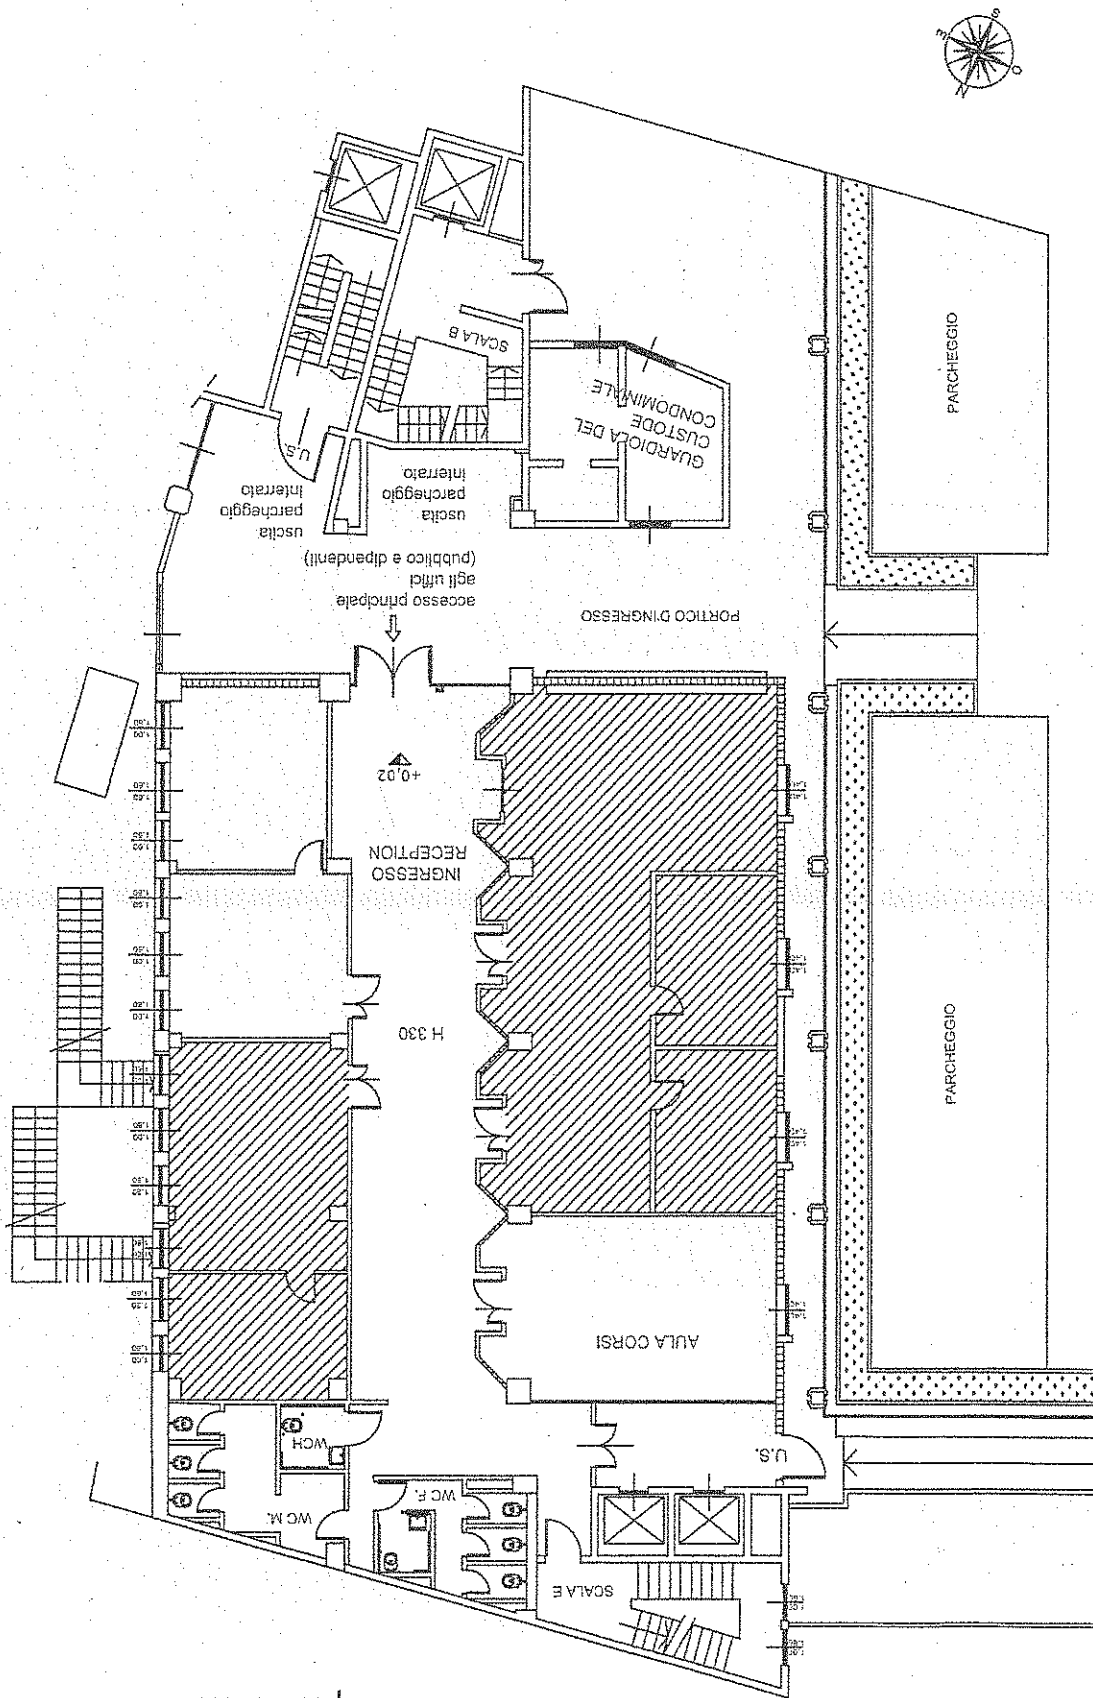 S
E
O
N
PARCHEGGIO
SCALA B
GUARDIOLA DEL
CUSTODE
CONDOMINIALE
U.S.
uscita
parcheggio
interrato
uscita
parcheggio
interrato
accesso principale
agli uffici
(pubblico e dipendenti)
PORTICO D'INGRESSO
+0,02
INGRESSO
RECEPTION
H 330
PARCHEGGIO
AULA CORSI
U.S.
WCH
WC F.
WC M.
SCALA E